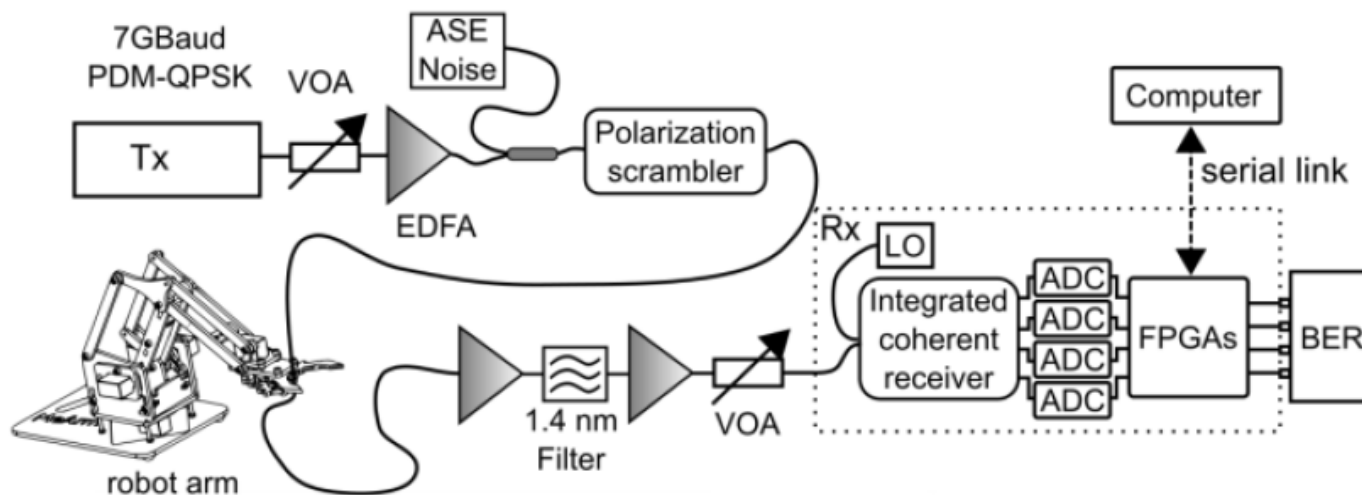 7GBaud
PDM-QPSK
VOA
ASE
Noise
Tx
EDFA
Polarization
scrambler
Computer
serial link
Rx
LO
Integrated
coherent
receiver
ADC
ADC
ADC
ADC
FPGAs
BER
1.4 nm
Filter
VOA
robot arm